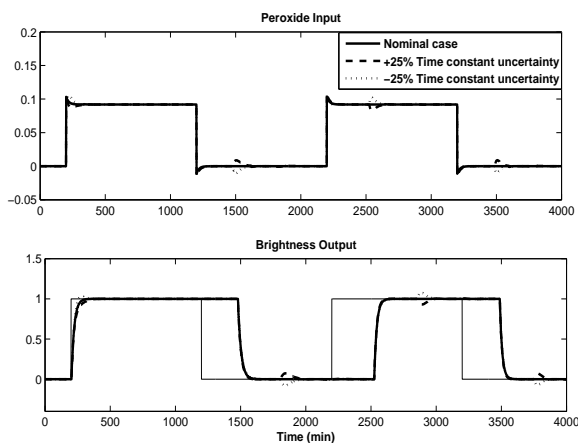 Peroxide Input
0.2
0.15
0.1
0.05
0
−0.05
Nominal case
+25% Time constant uncertainty
−25% Time constant uncertainty
0 500 1000 1500 2000 2500 3000 3500 4000
Brightness Output
1.5
1
0.5
0
0 500 1000 1500 2000 2500 3000 3500 4000
Time (min)